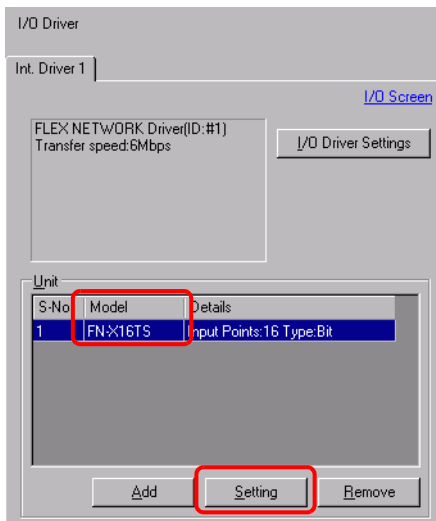 I/O Driver
Int. Driver 1
I/O Screen
FLEX NETWORK Driver(ID:#1)
Transfer speed:6Mbps
I/O Driver Settings
Unit
S-No Model Details
1 FN-X16TS Input Points:16 Type:Bit
Add Setting Remove